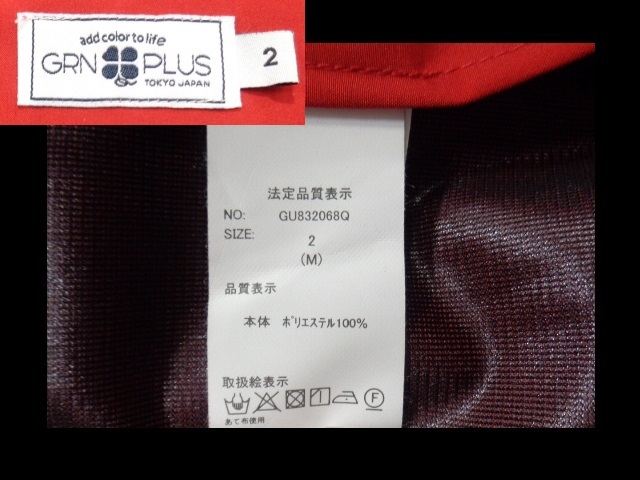 add color to life
GRN PLUS
TOKYO JAPAN
2
法定品質表示
NO: GU832068Q
SIZE: 2
(M)
品質表示
本体 ポリエステル100%
取扱絵表示
あて布使用